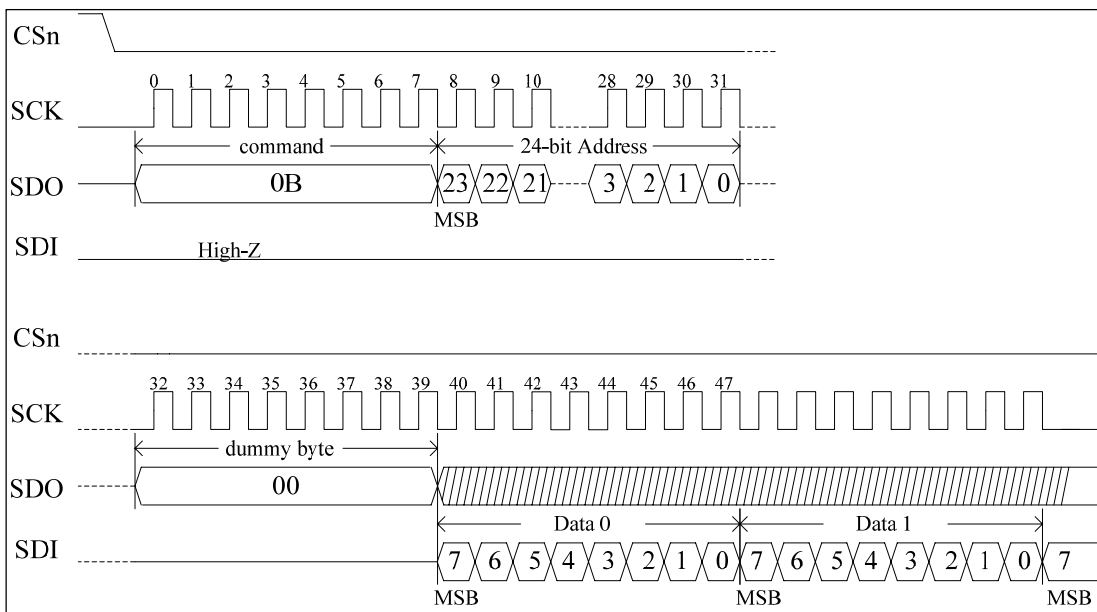 CSn
0 1 2 3 4 5 6 7 8 9 10 28 29 30 31
SCK
command 24-bit Address
SDO 0B 23 22 21 3 2 1 0
MSB
SDI High-Z
CSn
32 33 34 35 36 37 38 39 40 41 42 43 44 45 46 47
SCK
dummy byte
SDO 00
Data 0 Data 1
SDI 7 6 5 4 3 2 1 0 7 6 5 4 3 2 1 0 7
MSB MSB MSB